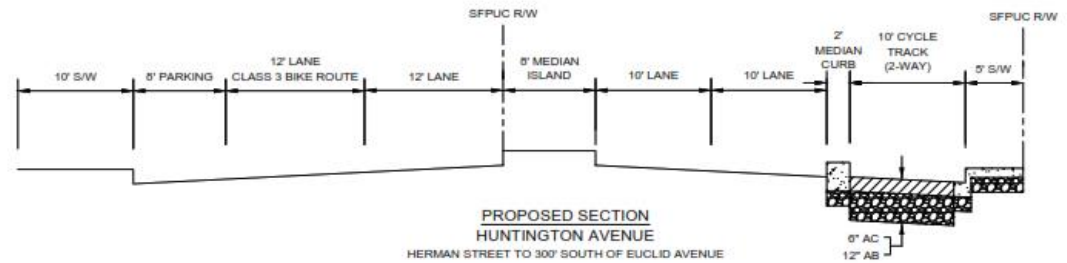 SFPUC R/W
SFPUC R/W
10' S/W
8' PARKING
12' LANE
CLASS 3 BIKE ROUTE
12' LANE
8' MEDIAN
ISLAND
10' LANE
10' LANE
2'
MEDIAN
CURB
10' CYCLE
TRACK
(2-WAY)
5' S/W
PROPOSED SECTION
HUNTINGTON AVENUE
HERMAN STREET TO 300' SOUTH OF EUCLID AVENUE
6" AC
12" AB